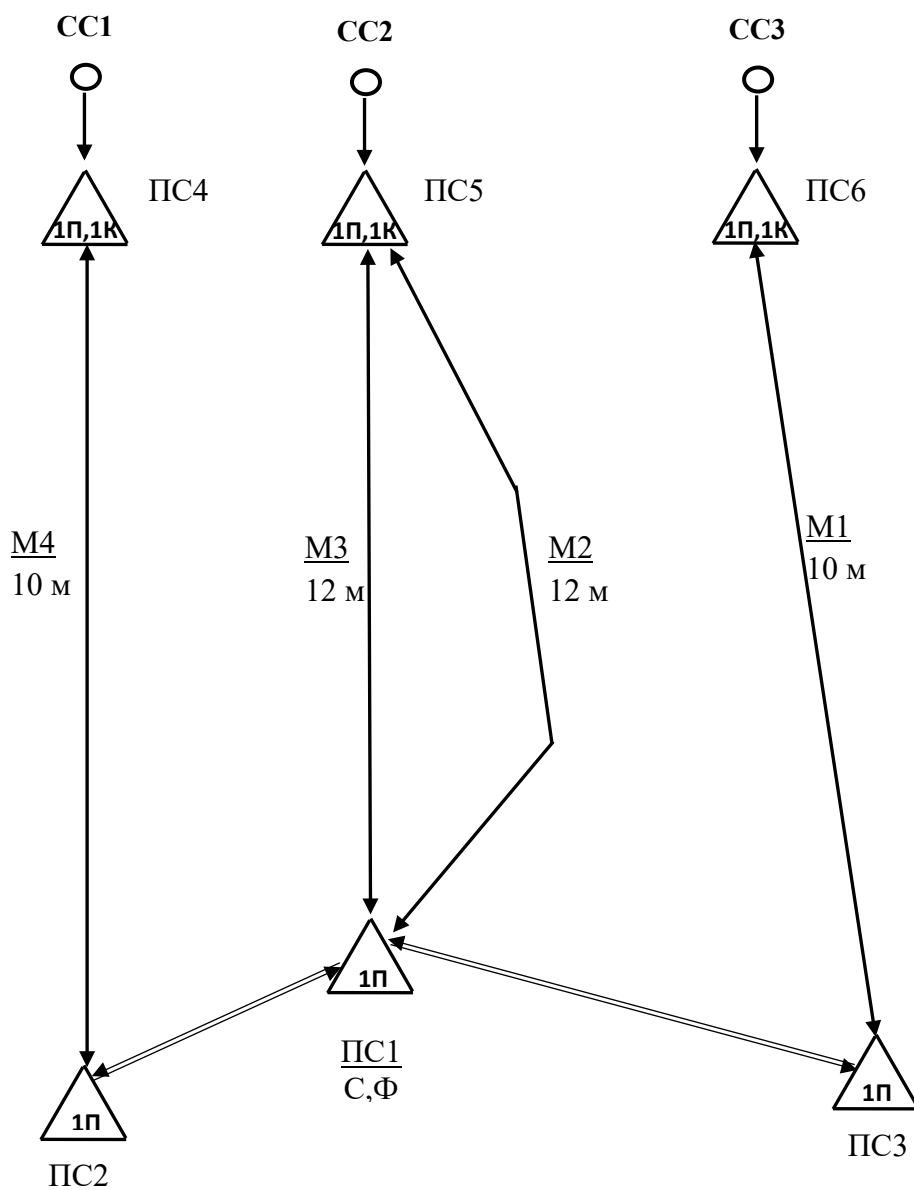 СС1
СС2
СС3
ПС4
ПС5
ПС6
1П,1К
1П,1К
1П,1К
М4
10 м
М3
12 м
М2
12 м
М1
10 м
1П
ПС1
С,Ф
1П
ПС2
1П
ПС3